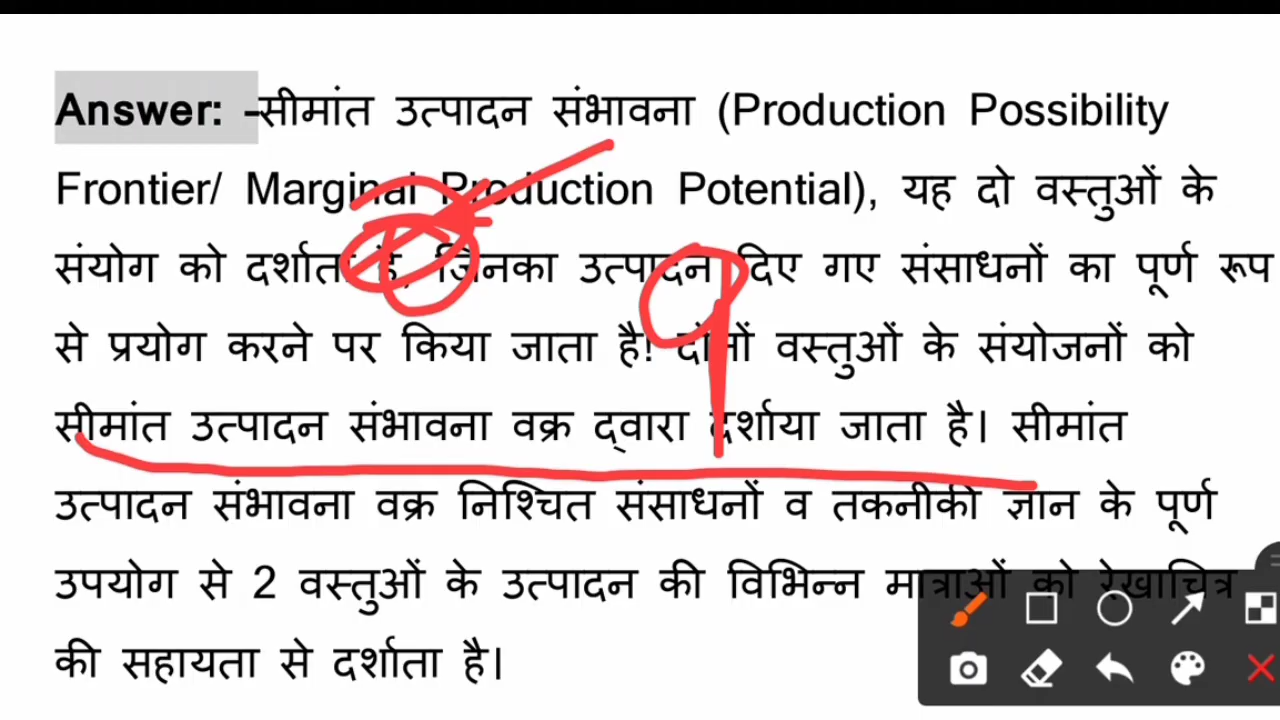 Answer: -सीमांत उत्पादन संभावना (Production Possibility
Frontier/ Marginal Production Potential), यह दो वस्तुओं के
संयोग को दर्शाता है, जिनका उत्पादन दिए गए संसाधनों का पूर्ण रूप
से प्रयोग करने पर किया जाता है! दोनों वस्तुओं के संयोजनों को
सीमांत उत्पादन संभावना वक्र द्वारा दर्शाया जाता है। सीमांत
उत्पादन संभावना वक्र निश्चित संसाधनों व तकनीकी ज्ञान के पूर्ण
उपयोग से 2 वस्तुओं के उत्पादन की विभिन्न मात्राओं को रेखाचित्र
की सहायता से दर्शाता है।